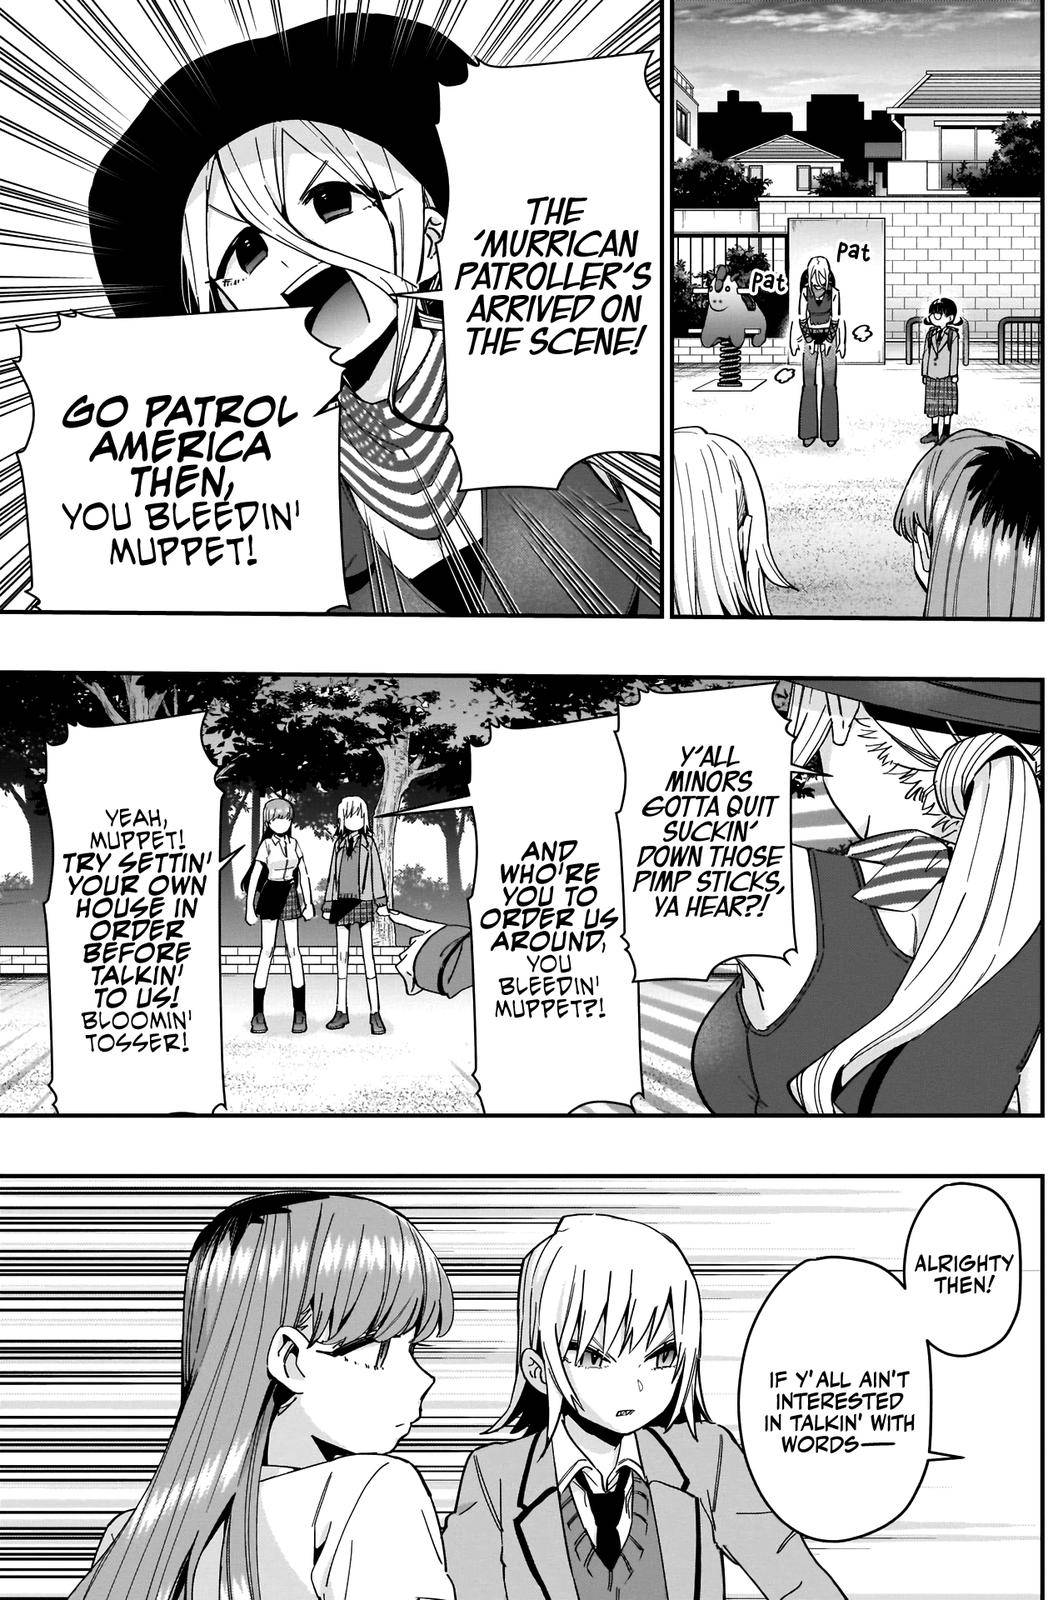 Pat
Pat
THE
'MURRICAN
PATROLLER'S
ARRIVED ON
THE SCENE!
GO PATROL
AMERICA
THEN,
YOU BLEEDIN'
MUPPET!
Y'ALL
MINORS
GOTTA QUIT
SUCKIN'
DOWN THOSE
PIMP STICKS,
YA HEAR?!
AND
WHO'RE
YOU TO
ORDER US
AROUND,
YOU
BLEEDIN'
MUPPET?!
YEAH,
MUPPET!
TRY SETTIN'
YOUR OWN
HOUSE IN
ORDER
BEFORE
TALKIN'
TO US!
BLOOMIN'
TOSSER!
ALRIGHTY
THEN!
IF Y'ALL AIN'T
INTERESTED
IN TALKIN' WITH
WORDS—